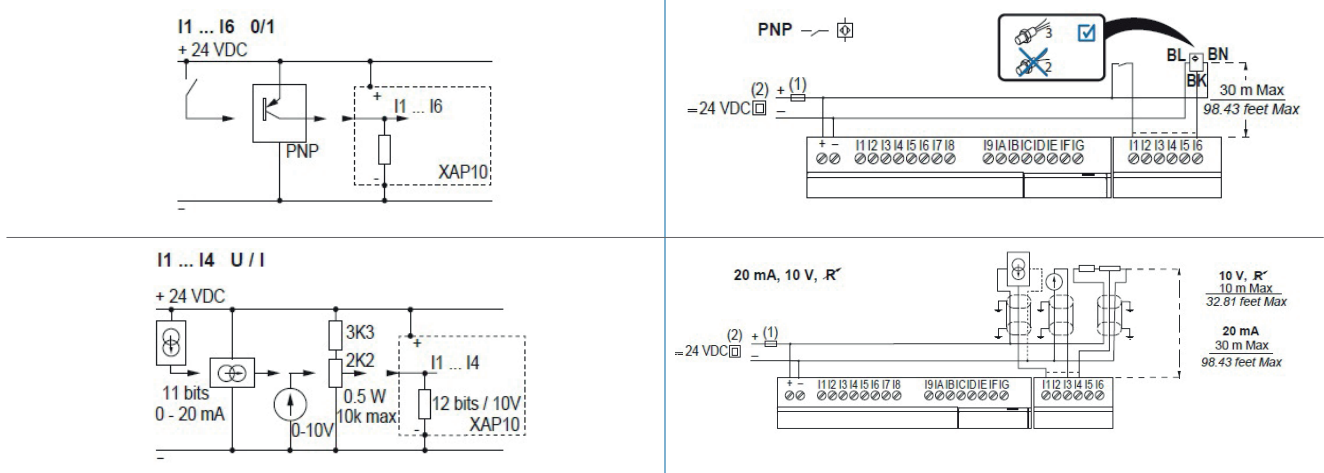 I1 ... I6 0/1
+ 24 VDC
+
I1 ... I6
PNP
-
XAP10
–
PNP
3
2
BL
BN
BK
(2) + (1)
= 24 VDC
–
30 m Max
98.43 feet Max
+ –
I1 I2 I3 I4 I5 I6 I7 I8
I9 IA IB IC ID IE IF IG
I1 I2 I3 I4 I5 I6
I1 ... I4 U / I
+ 24 VDC
3K3
+
2K2
I1 ... I4
11 bits
0 - 20 mA
0-10V
0.5 W
10k max
12 bits / 10V
-
XAP10
–
20 mA, 10 V, R
10 V, R
10 m Max
32.81 feet Max
20 mA
30 m Max
98.43 feet Max
(2) + (1)
= 24 VDC
–
+ –
I1 I2 I3 I4 I5 I6 I7 I8
I9 IA IB IC ID IE IF IG
I1 I2 I3 I4 I5 I6